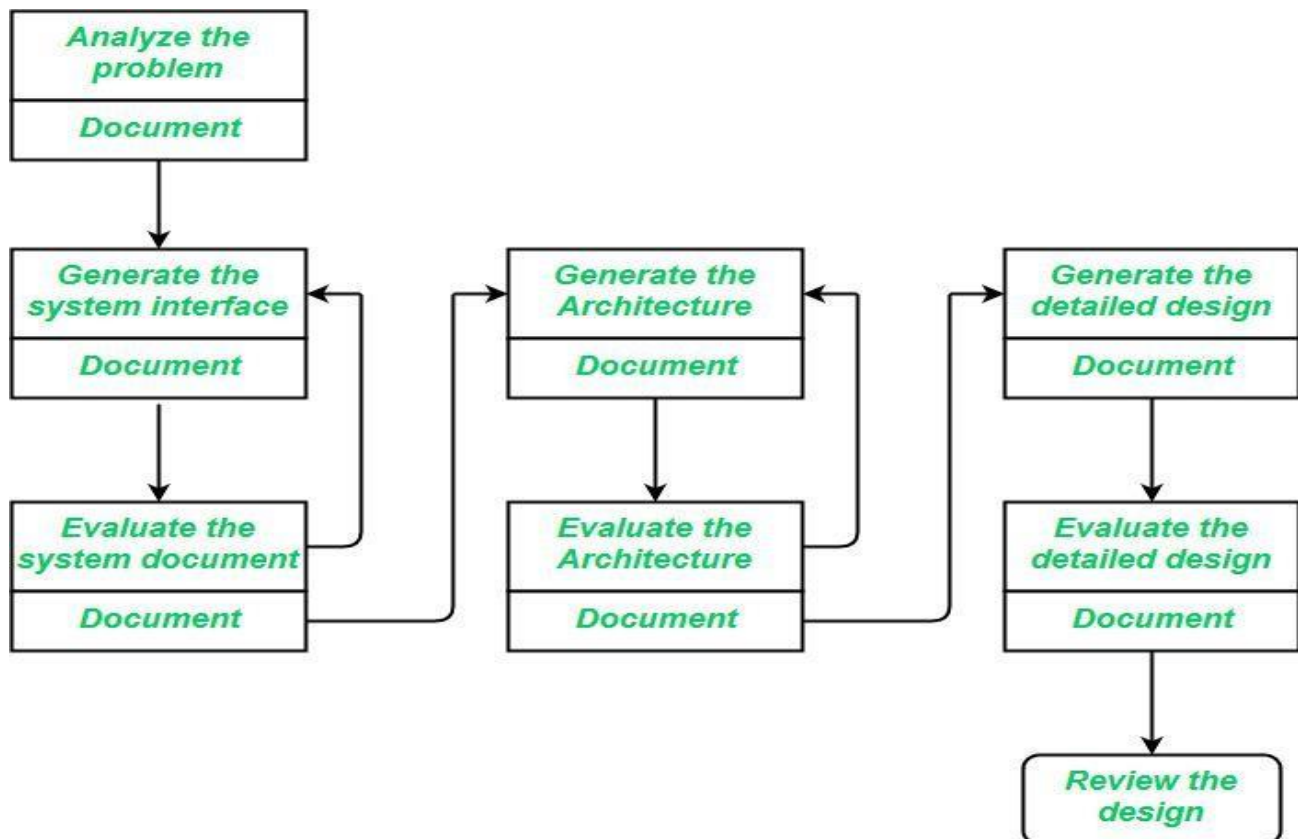 Analyze the
problem
Document
Generate the
system interface
Document
Evaluate the
system document
Document
Generate the
Architecture
Document
Evaluate the
Architecture
Document
Generate the
detailed design
Document
Evaluate the
detailed design
Document
Review the
design